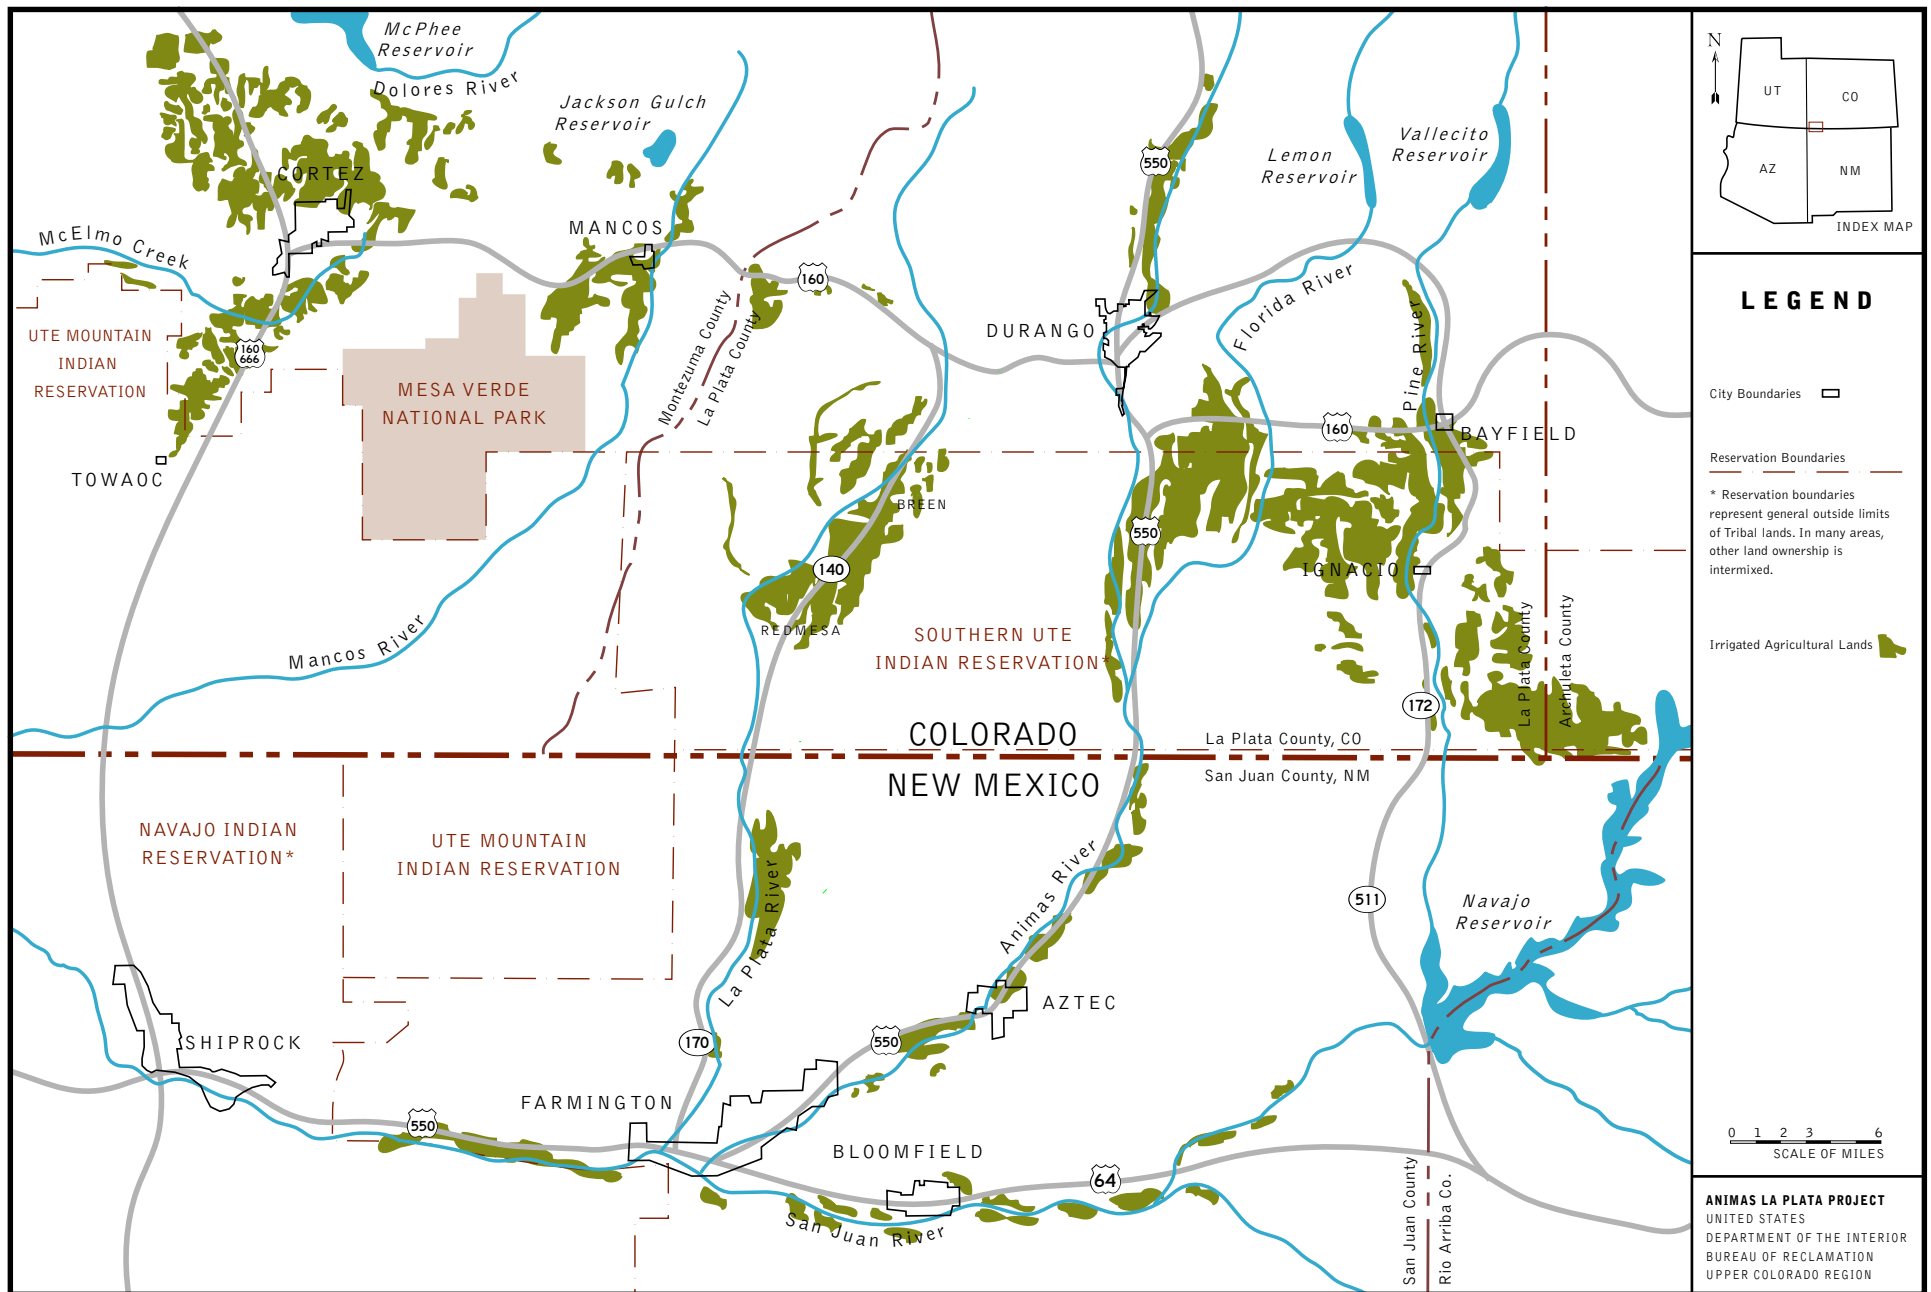 McPhee
Reservoir
Dolores River
Jackson Gulch
Reservoir
CORTEZ
McElmo Creek
MANCOS
550
Lemon
Reservoir
Vallecito
Reservoir
160
UTE MOUNTAIN
INDIAN
RESERVATION
160
666
MESA VERDE
NATIONAL PARK
Montezuma County
La Plata County
DURANGO
Florida River
Pine River
160
BAYFIELD
TOWAOC
BREEN
550
140
IGNACIO
REDMESA
Mancos River
SOUTHERN UTE
INDIAN RESERVATION*
La Plata County
Archuleta County
172
COLORADO
La Plata County, CO
NEW MEXICO
San Juan County, NM
NAVAJO INDIAN
RESERVATION*
UTE MOUNTAIN
INDIAN RESERVATION
La Plata River
Animas River
511
Navajo
Reservoir
AZTEC
SHIPROCK
170
550
FARMINGTON
550
BLOOMFIELD
64
San Juan River
San Juan County
Rio Arriba Co.
N
UT
CO
AZ
NM
INDEX MAP
LEGEND
City Boundaries
Reservation Boundaries
* Reservation boundaries
represent general outside limits
of Tribal lands. In many areas,
other land ownership is
intermixed.
Irrigated Agricultural Lands
0 1 2 3 6
SCALE OF MILES
ANIMAS LA PLATA PROJECT
UNITED STATES
DEPARTMENT OF THE INTERIOR
BUREAU OF RECLAMATION
UPPER COLORADO REGION